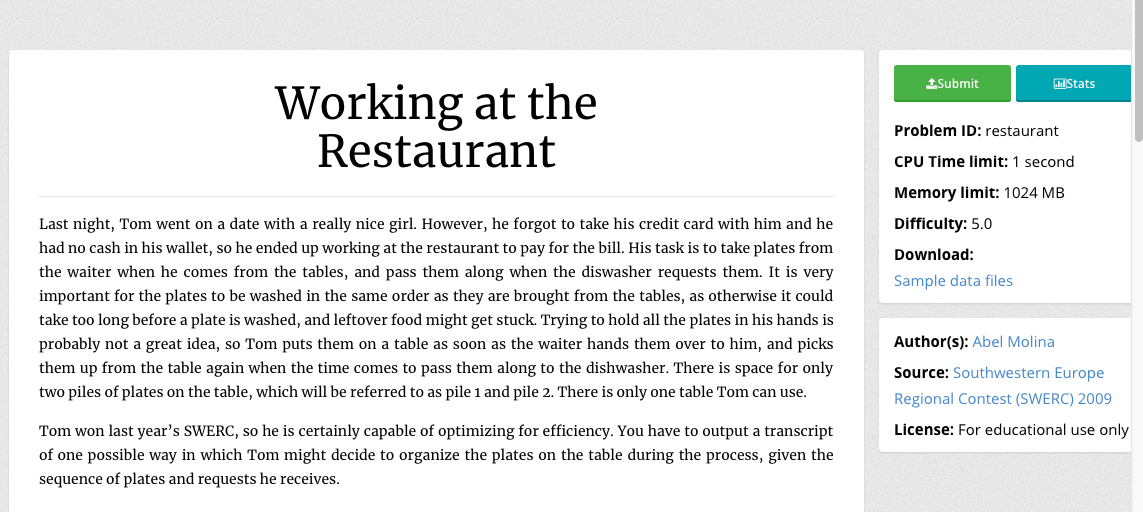 Working at the
Restaurant
Last night, Tom went on a date with a really nice girl. However, he forgot to take his credit card with him and he
had no cash in his wallet, so he ended up working at the restaurant to pay for the bill. His task is to take plates from
the waiter when he comes from the tables, and pass them along when the diswasher requests them. It is very
important for the plates to be washed in the same order as they are brought from the tables, as otherwise it could
take too long before a plate is washed, and leftover food might get stuck. Trying to hold all the plates in his hands is
probably not a great idea, so Tom puts them on a table as soon as the waiter hands them over to him, and picks
them up from the table again when the time comes to pass them along to the dishwasher. There is space for only
two piles of plates on the table, which will be referred to as pile 1 and pile 2. There is only one table Tom can use.
Tom won last year's SWERC, so he is certainly capable of optimizing for efficiency. You have to output a transcript
of one possible way in which Tom might decide to organize the plates on the table during the process, given the
sequence of plates and requests he receives.
Submit
Stats
Problem ID: restaurant
CPU Time limit: 1 second
Memory limit: 1024 MB
Difficulty: 5.0
Download:
Sample data files
Author(s): Abel Molina
Source: Southwestern Europe
Regional Contest (SWERC) 2009
License: For educational use only